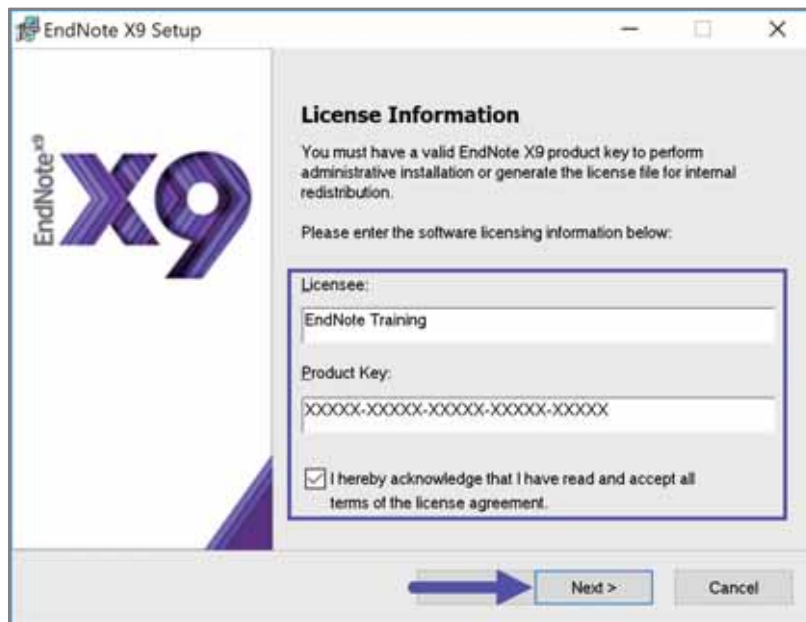 EndNote X9 Setup
EndNote X9
X9
License Information
You must have a valid EndNote X9 product key to perform
administrative installation or generate the license file for internal
redistribution.
Please enter the software licensing information below:
Licensee:
EndNote Training
Product Key:
XXXXX-XXXXX-XXXXX-XXXXX-XXXXX
I hereby acknowledge that I have read and accept all
terms of the license agreement.
Next >
Cancel